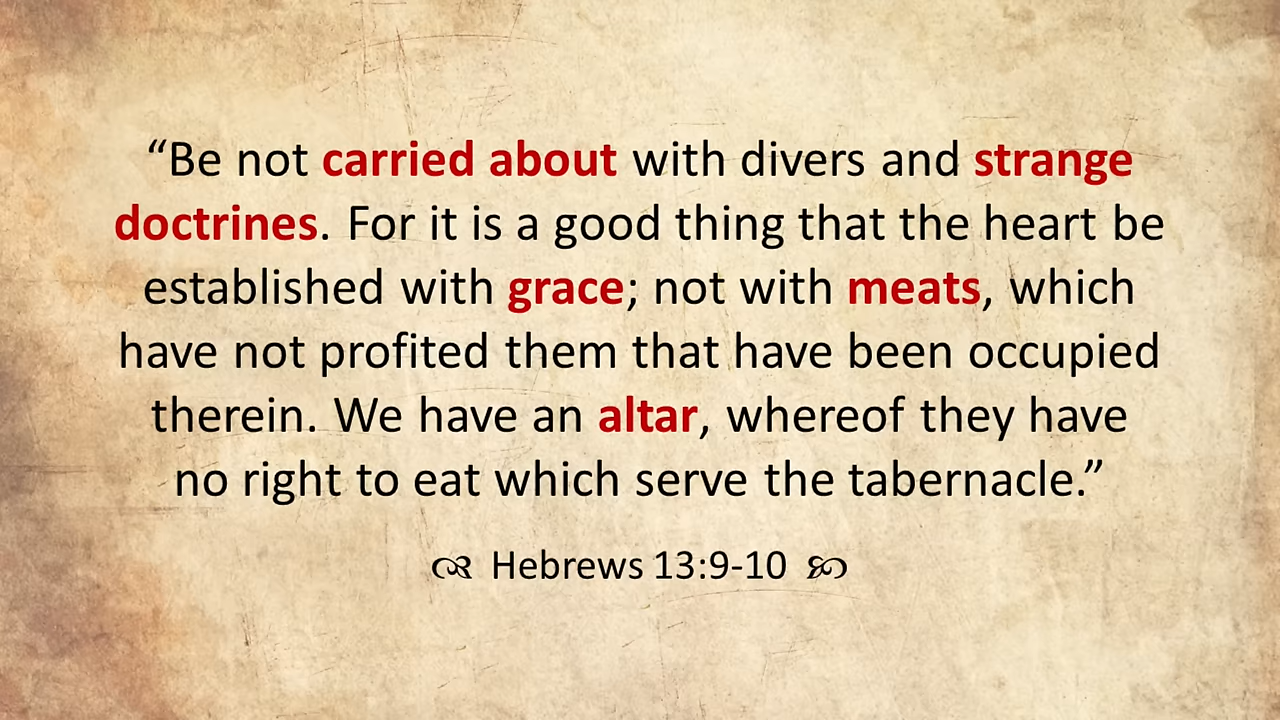 “Be not carried about with divers and strange
doctrines. For it is a good thing that the heart be
established with grace; not with meats, which
have not profited them that have been occupied
therein. We have an altar, whereof they have
no right to eat which serve the tabernacle.”
Hebrews 13:9-10